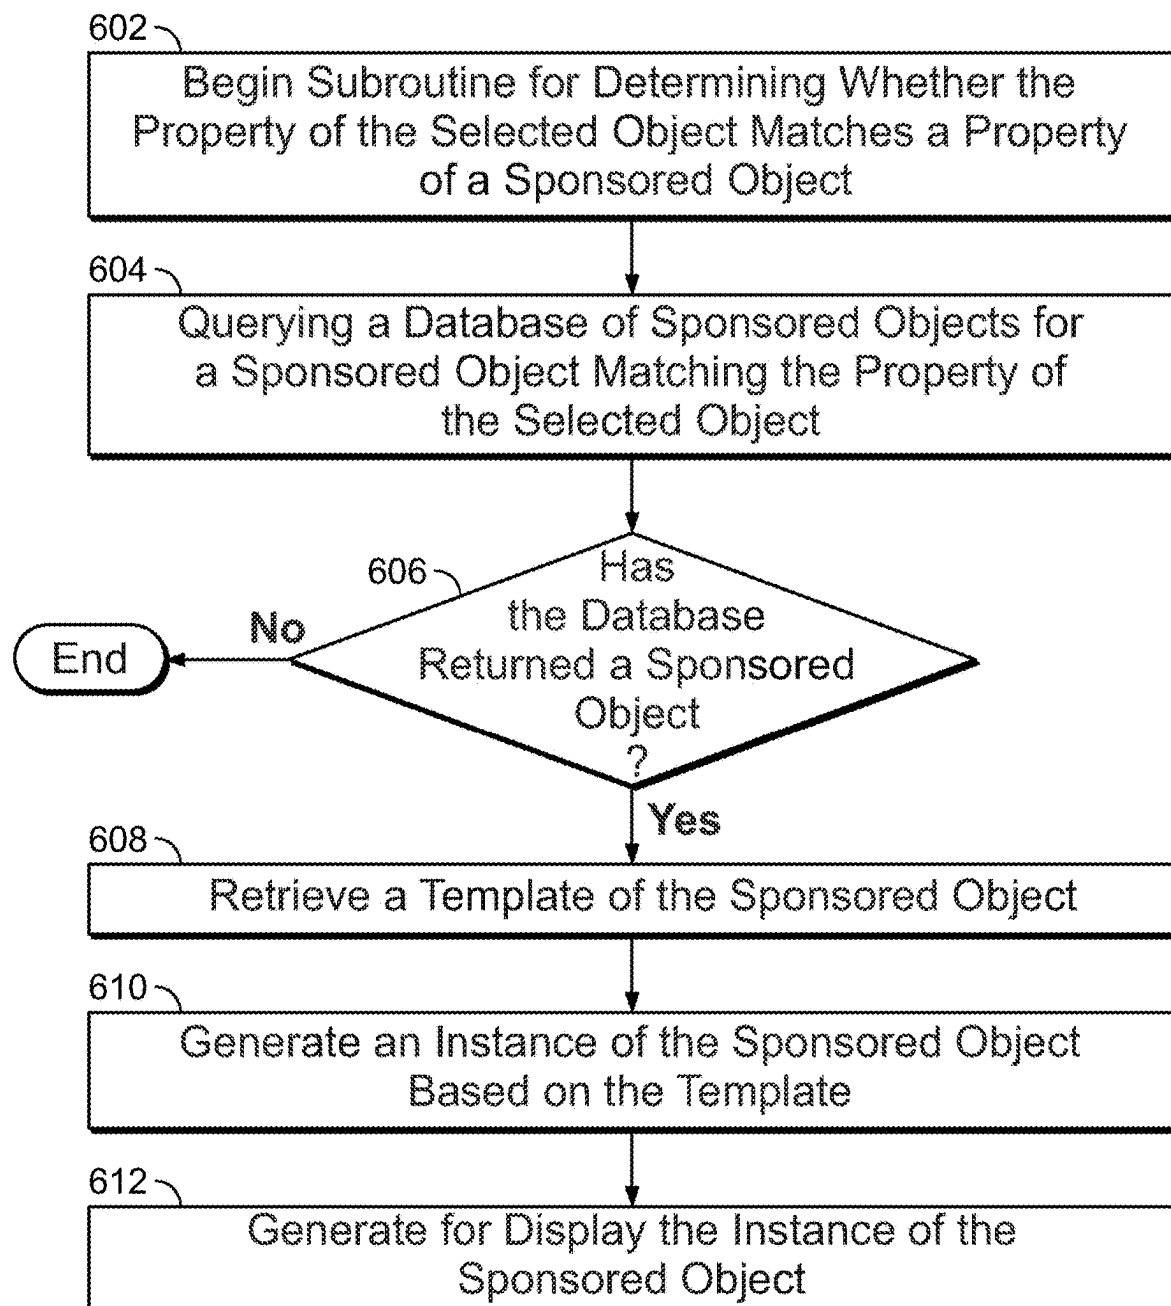 602
Begin Subroutine for Determining Whether the
Property of the Selected Object Matches a Property
of a Sponsored Object
604
Querying a Database of Sponsored Objects for
a Sponsored Object Matching the Property of
the Selected Object
606
Has
the Database
Returned a Sponsored
Object
?
No
End
Yes
608
Retrieve a Template of the Sponsored Object
610
Generate an Instance of the Sponsored Object
Based on the Template
612
Generate for Display the Instance of the
Sponsored Object